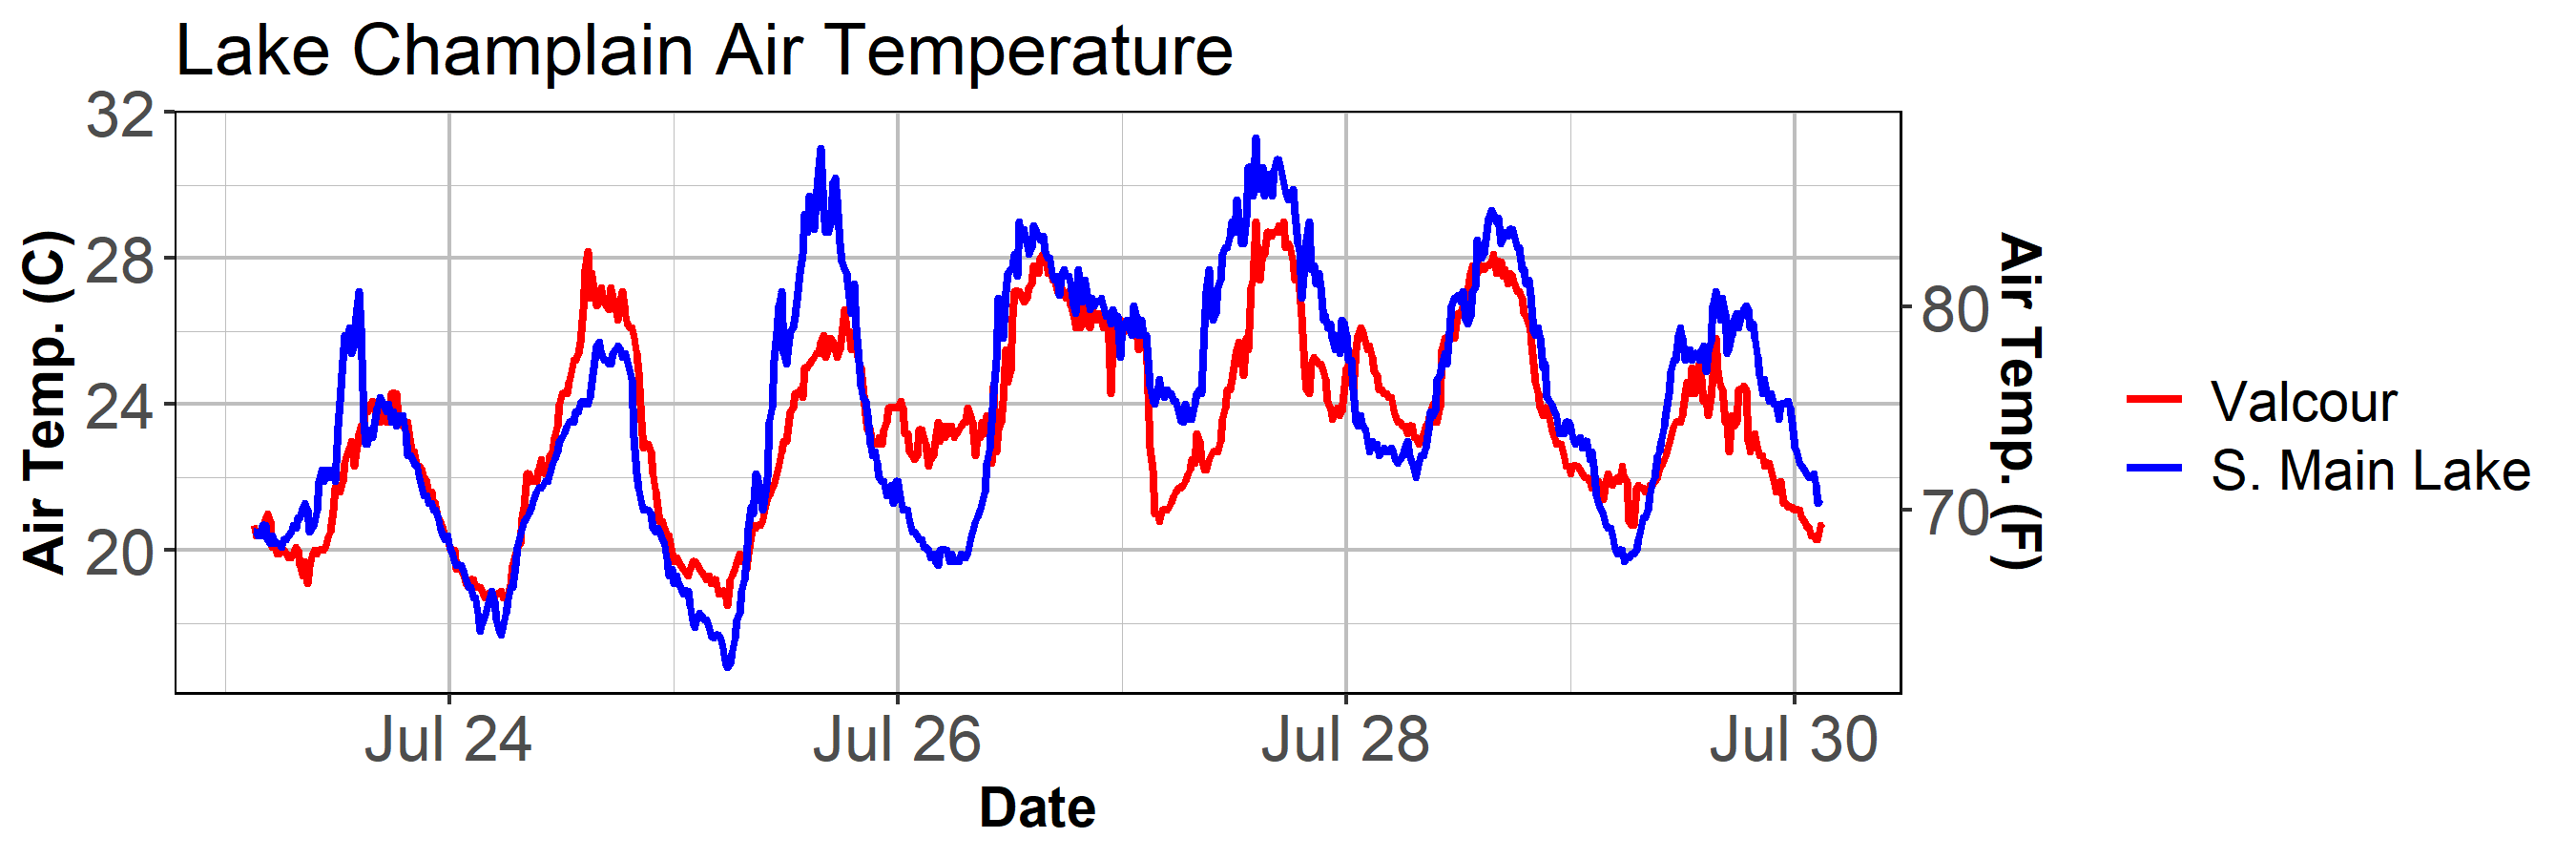 Lake Champlain Air Temperature
Air Temp. (C)
32
28
24
20
Jul 24
Jul 26
Jul 28
Jul 30
Date
80
70
Air Temp. (F)
Valcour
S. Main Lake